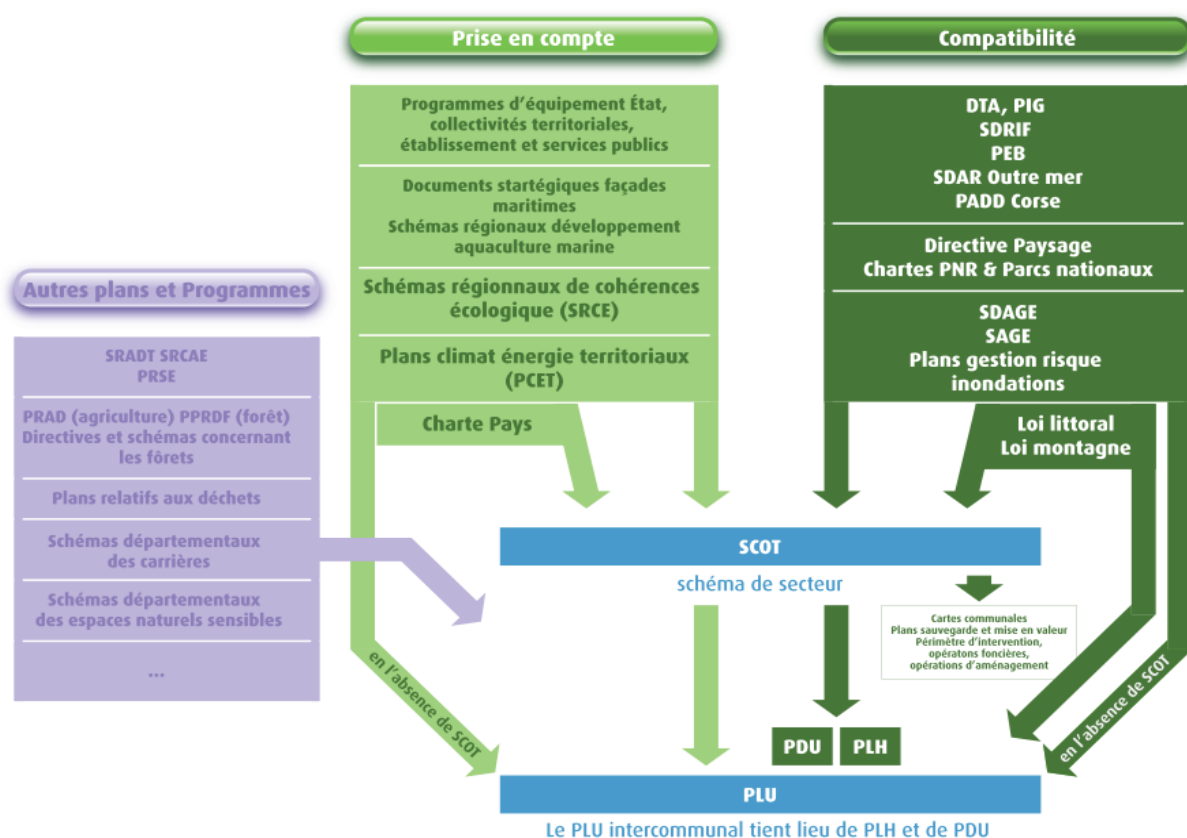 Prise en compte
Programmes d'équipement État,
collectivités territoriales,
établissement et services publics
Documents startégiques façades
maritimes
Schémas régionaux développement
aquaculture marine
Schémas régionnaux de cohérences
écologique (SRCE)
Plans climat énergie territoriaux
(PCET)
Charte Pays
Compatibilité
DTA, PIG
SDRIF
PEB
SDAR Outre mer
PADD Corse
Directive Paysage
Chartes PNR & Parcs nationaux
SDAGE
SAGE
Plans gestion risque
inondations
Loi littoral
Loi montagne
Autres plans et Programmes
SRADT SRCAE
PRSE
PRAD (agriculture) PPRDF (forêt)
Directives et schémas concernant
les fôrets
Plans relatifs aux déchets
Schémas départementaux
des carrières
Schémas départementaux
des espaces naturels sensibles
...
SCOT
schéma de secteur
Cartes communales
Plans sauvegarde et mise en valeur
Périmètre d'intervention,
opératons foncières,
opérations d'aménagement
en l'absence de SCOT
en l'absence de SCOT
PDU
PLH
PLU
Le PLU intercommunal tient lieu de PLH et de PDU